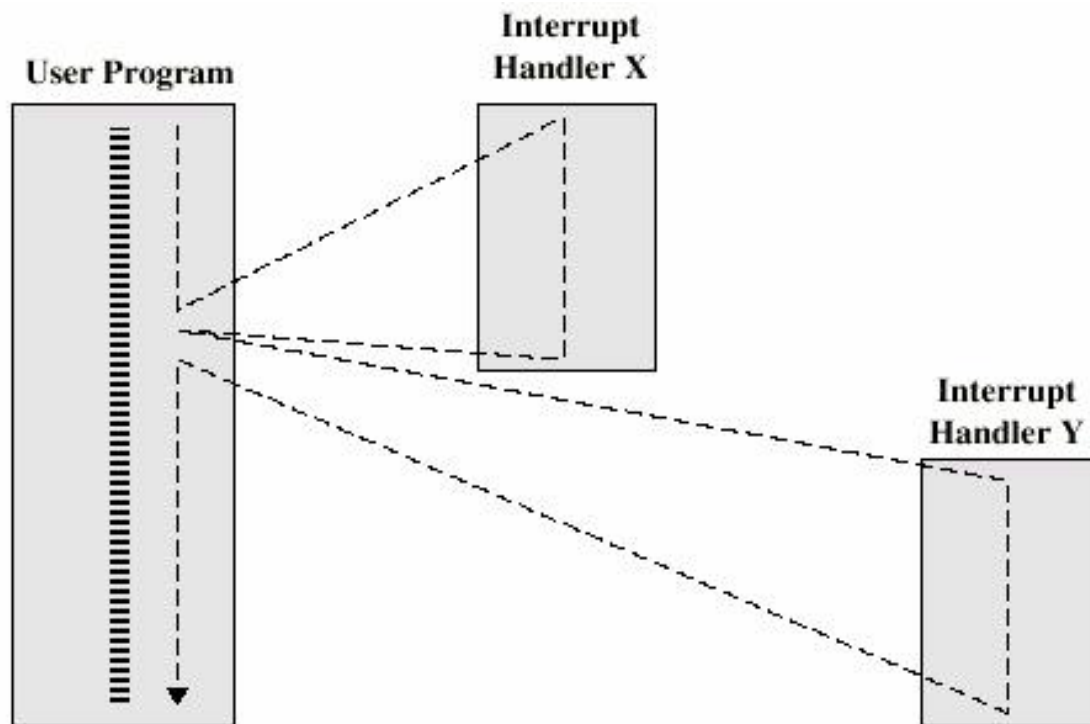 User Program
Interrupt
Handler X
Interrupt
Handler Y